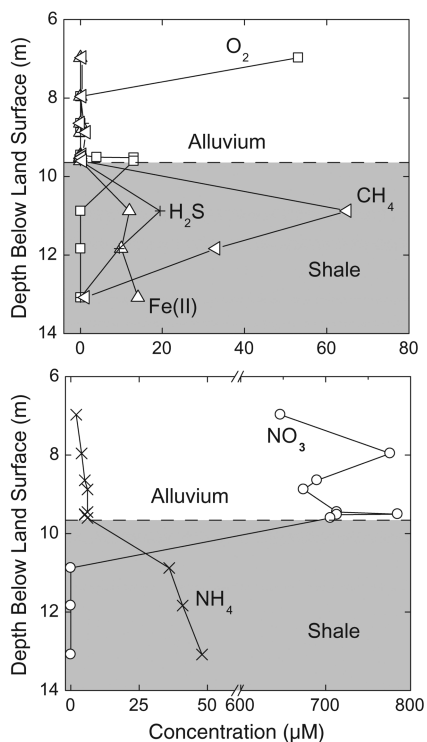 6
8
10
12
14
Depth Below Land Surface (m)
O₂
Alluvium
H₂S
CH₄
Fe(II)
Shale
0 20 40 60 80
6
8
10
12
14
Depth Below Land Surface (m)
NO₃
Alluvium
NH₄
Shale
0 25 50 600 700 800
Concentration (µM)